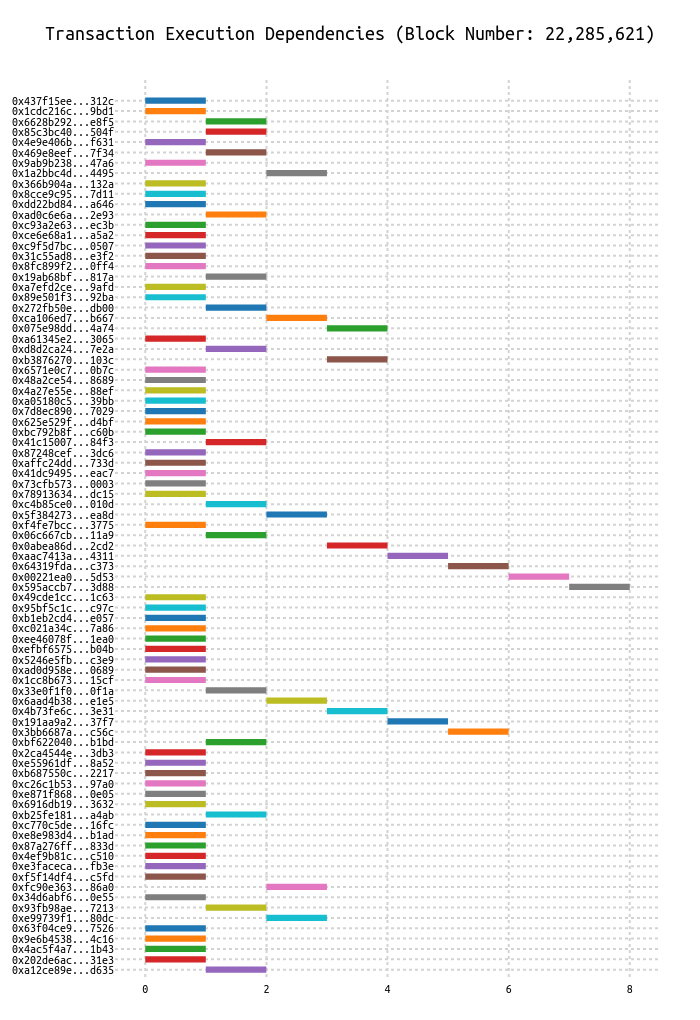 Transaction Execution Dependencies (Block Number: 22,285,621)
0x437f15ee...312c
0x1cdc216c...9bd1
0x6628b292...e8f5
0x85c3bc40...504f
0x4e9e406b...f631
0x469e8eef...7f34
0x9ab9b238...47a6
0x1a2bbc4d...4495
0x366b904a...132a
0x8cce9c95...7d11
0xdd22bd84...a646
0xad0c6e6a...2e93
0xc93a2e63...ec3b
0xce6e68a1...a5a2
0xc9f5d7bc...0507
0x31c55ad8...e3f2
0x8fc899f2...0ff4
0x19ab68bf...817a
0xa7efd2ce...9afd
0x89e501f3...92ba
0x272fb50e...db00
0xca106ed7...b667
0x075e98dd...4a74
0xa61345e2...3065
0xd8d2ca24...7e2a
0xb3876270...103c
0x6571e0c7...0b7c
0x48a2ce54...8689
0x4a27e55e...88ef
0xa05180c5...39bb
0x7d8ec890...7029
0x625e529f...d4bf
0xbc792b8f...c60b
0x41c15007...84f3
0x87248cef...3dc6
0xaffc24dd...733d
0x41dc9495...eac7
0x73cfb573...0003
0x78913634...dc15
0xc4b85ce0...010d
0x5f384273...ea8d
0xf4fe7bcc...3775
0x06c667cb...11a9
0x0abea86d...2cd2
0xaac7413a...4311
0x64319fda...c373
0x00221ea0...5d53
0x595accb7...3d88
0x49cde1cc...1c63
0x95bf5c1c...c97c
0xb1eb2cd4...e057
0xc021a34c...7a86
0xee46078f...1ea0
0xefbf6575...b04b
0x5246e5fb...c3e9
0xad0d958e...0689
0x1cc8b673...15cf
0x33e0f1f0...0f1a
0x6aad4b38...e1e5
0x4b73fe6c...3e31
0x191aa9a2...37f7
0x3bb6687a...c56c
0xbf622040...b1bd
0x2ca4544e...3db3
0xe55961df...8a52
0xb687550c...2217
0xc26c1b53...97a0
0xe871f868...0e05
0x6916db19...3632
0xb25fe181...a4ab
0xc770c5de...16fc
0xe8e983d4...b1ad
0x87a276ff...833d
0x4ef9b81c...c510
0xe3faceca...fb3e
0xf5f14df4...c5fd
0xfc90e363...86a0
0x34d6abf6...0e55
0x93fb98ae...7213
0xe99739f1...80dc
0x63f04ce9...7526
0x9e6b4538...4c16
0x4ac5f4a7...1b43
0x202de6ac...31e3
0xa12ce89e...d635
0 2 4 6 8